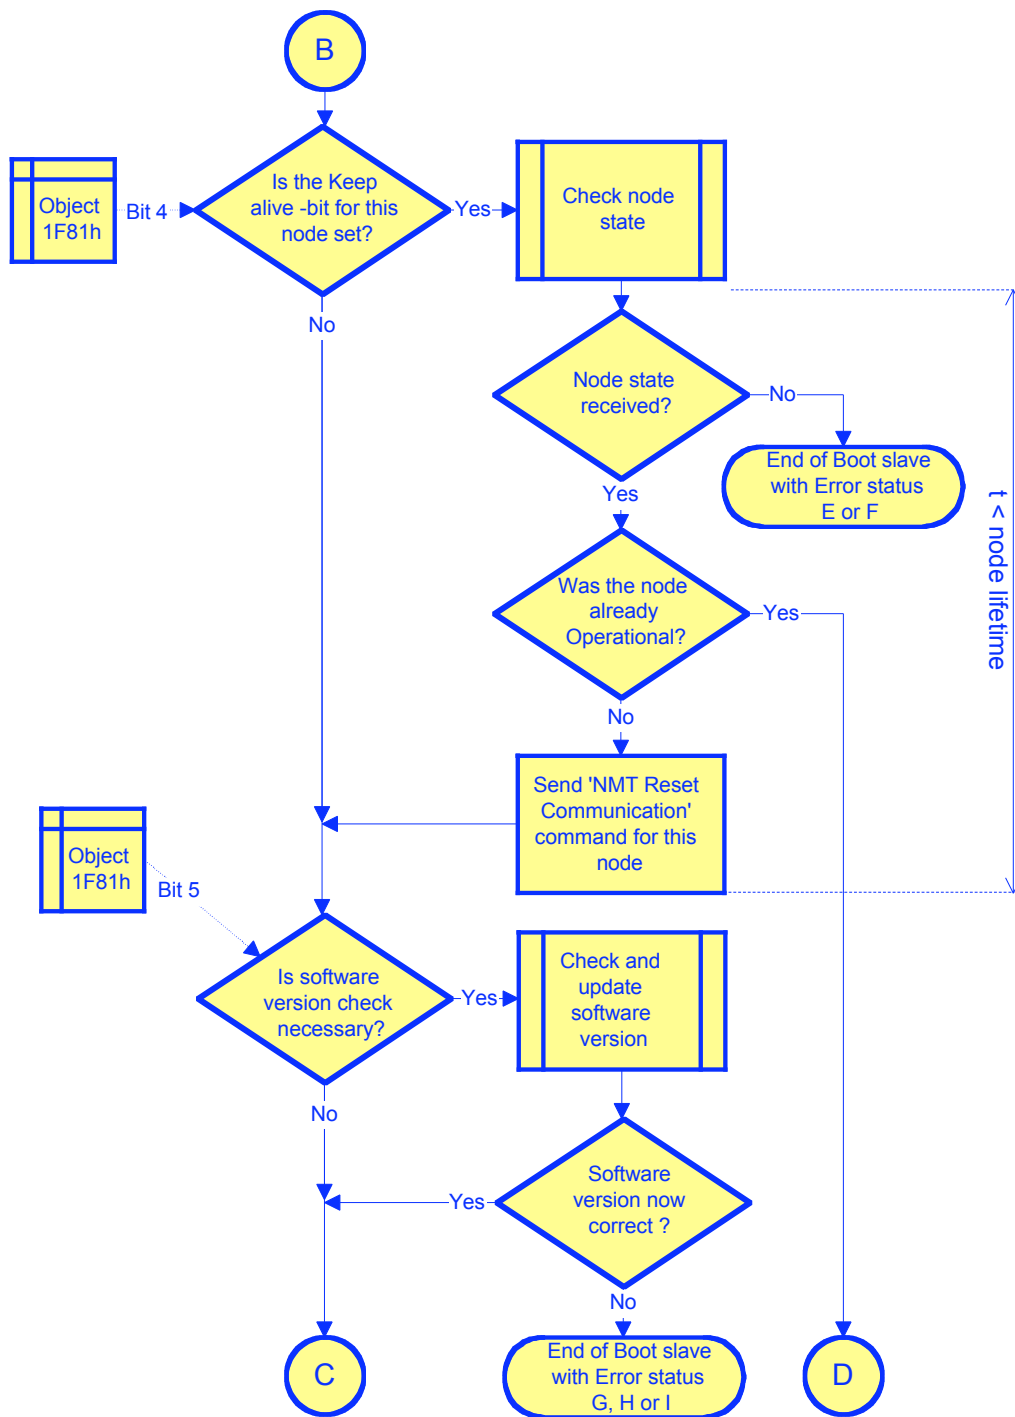 B
Is the Keep
alive -bit for this
node set?
Object
1F81h
Bit 4
Yes
Check node
state
No
Node state
received?
No
End of Boot slave
with Error status
E or F
Yes
t < node lifetime
Was the node
already
Operational?
Yes
No
Send 'NMT Reset
Communication'
command for this
node
Object
1F81h
Bit 5
Is software
version check
necessary?
Yes
Check and
update
software
version
No
Software
version now
correct ?
Yes
No
C
End of Boot slave
with Error status
G, H or I
D